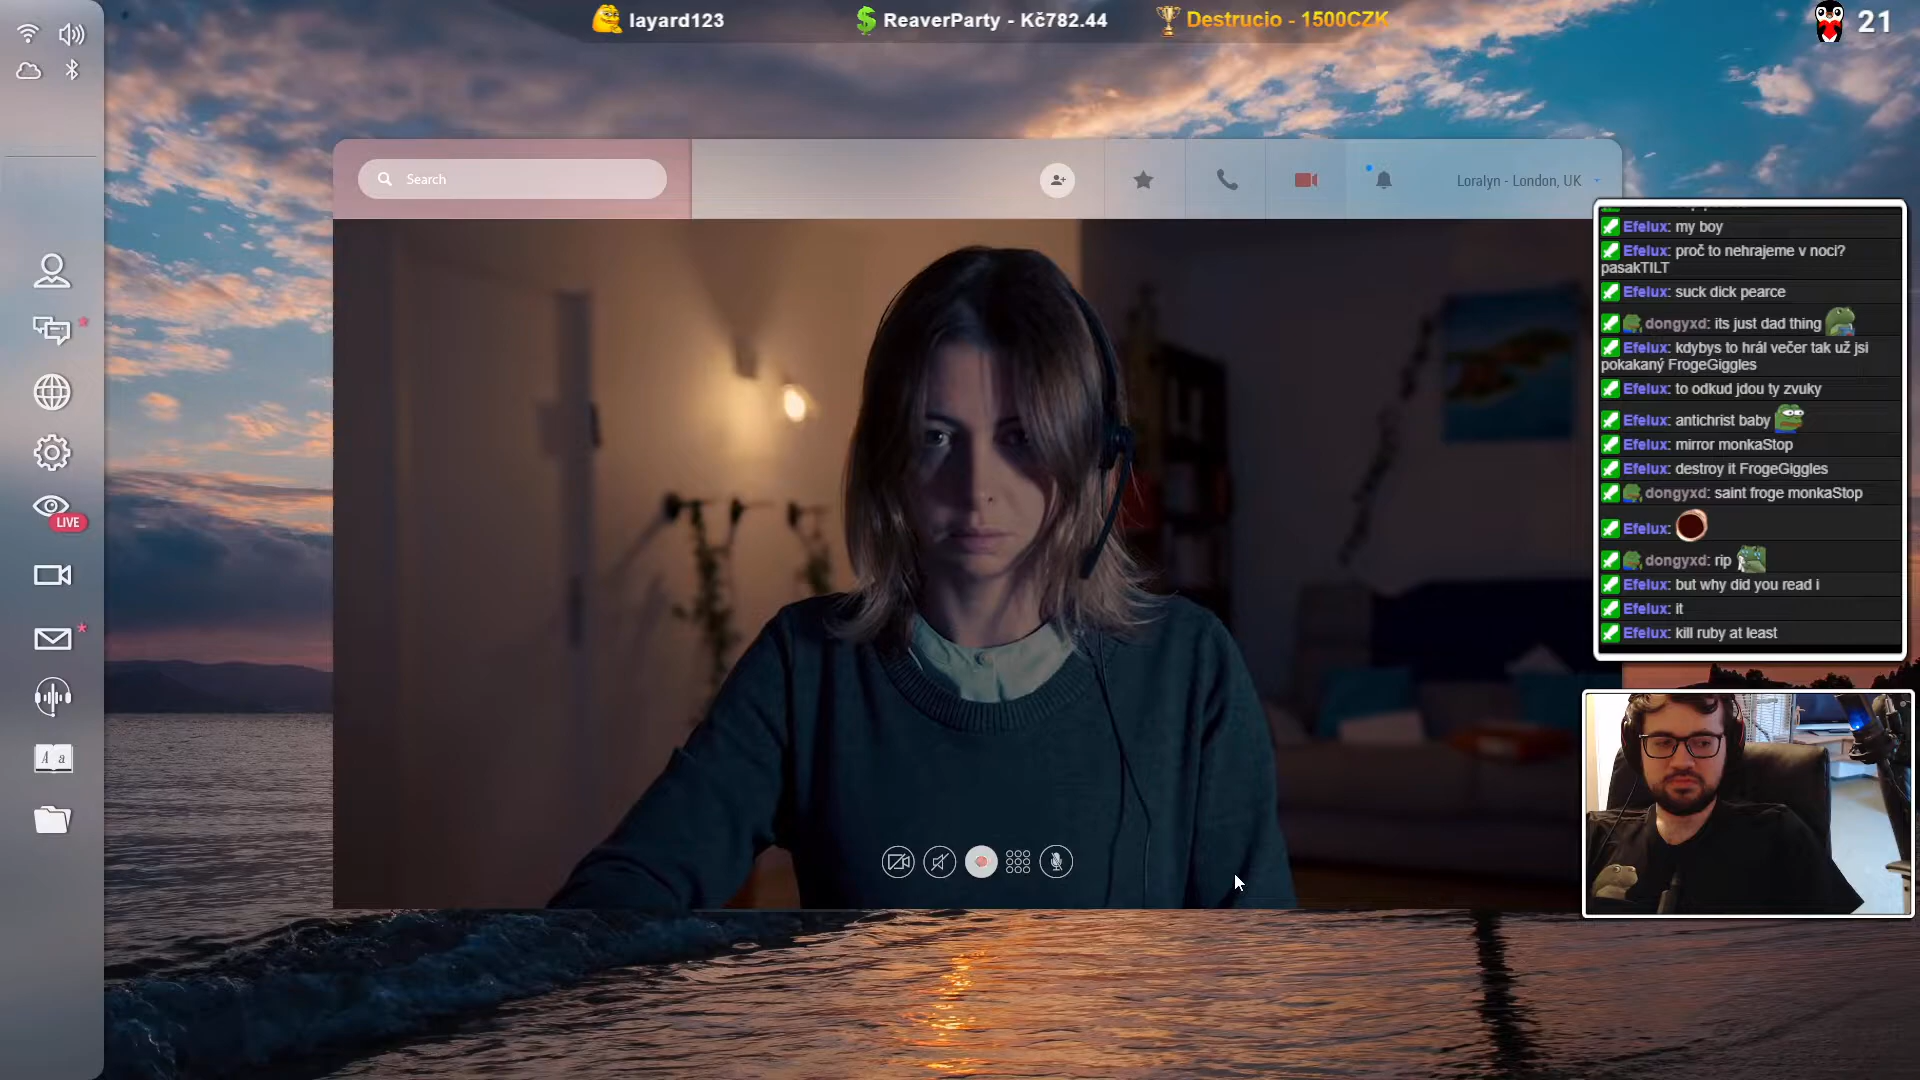 layard123
ReaverParty - Kč782.44
Destrucio - 1500CZK
21
Search
Loralyn - London, UK
LIVE
A a
Efelux: my boy
Efelux: proč to nehrajeme v noci?
pasakTILT
Efelux: suck dick pearce
dongyxd: its just dad thing
Efelux: kdybys to hrál večer tak už jsi
pokakaný FrogeGiggles
Efelux: to odkud jdou ty zvuky
Efelux: antichrist baby
Efelux: mirror monkaStop
Efelux: destroy it FrogeGiggles
dongyxd: saint froge monkaStop
Efelux:
dongyxd: rip
Efelux: but why did you read i
Efelux: it
Efelux: kill ruby at least